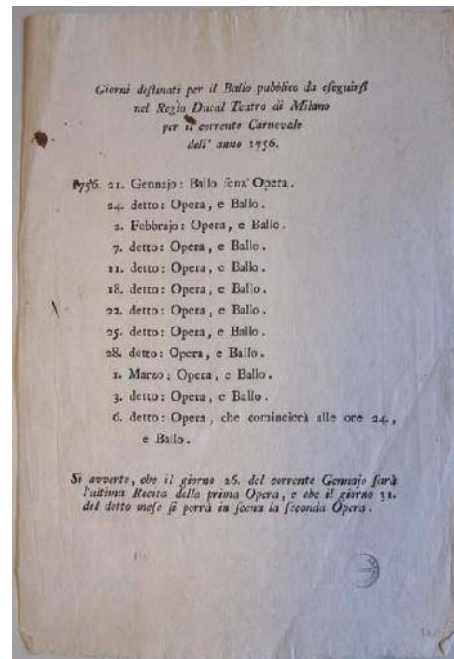 Giorni destinati per il Ballo pubblico da eseguirsi
nel Regio Ducal Teatro di Milano
per il corrente Carnevale
dell' anno 1756.
1756. 21. Gennajo: Ballo senz' Opera.
24. detto: Opera, e Ballo.
2. Febbrajo: Opera, e Ballo.
7. detto: Opera, e Ballo.
11. detto: Opera, e Ballo.
18. detto: Opera, e Ballo.
22. detto: Opera, e Ballo.
25. detto: Opera, e Ballo.
28. detto: Opera, e Ballo.
1. Marzo: Opera, e Ballo.
3. detto: Opera, e Ballo.
6. detto: Opera, che comincierà alle ore 24.,
e Ballo.
Si avverte, che il giorno 26. del corrente Gennajo sarà
l'ultima Recita della prima Opera, e che il giorno 31.
del detto mese si porrà in scena la seconda Opera.